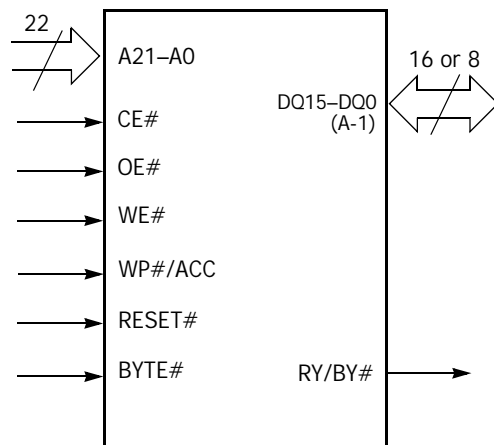 22
A21–A0
16 or 8
DQ15–DQ0
(A-1)
CE#
OE#
WE#
WP#/ACC
RESET#
BYTE#
RY/BY#